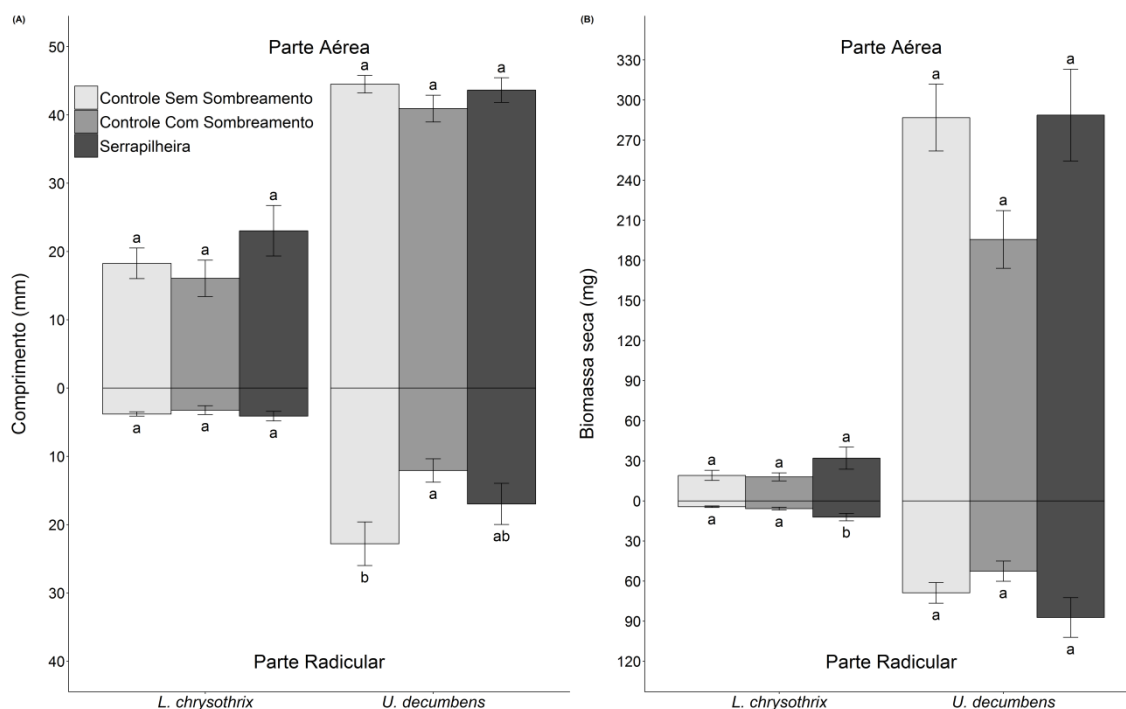 (A)
Parte Aérea
50
40
30
20
10
0
10
20
30
40
Comprimento (mm)
Controle Sem Sombreamento
Controle Com Sombreamento
Serrapilheira
a
a
a
a
a
a
a
a
a
b
a
ab
Parte Radicular
L. chrysothrix
U. decumbens
(B)
Parte Aérea
330
300
270
240
210
180
150
120
90
60
30
0
30
60
90
120
Biomassa seca (mg)
a
a
a
a
a
a
a
a
b
a
a
a
Parte Radicular
L. chrysothrix
U. decumbens